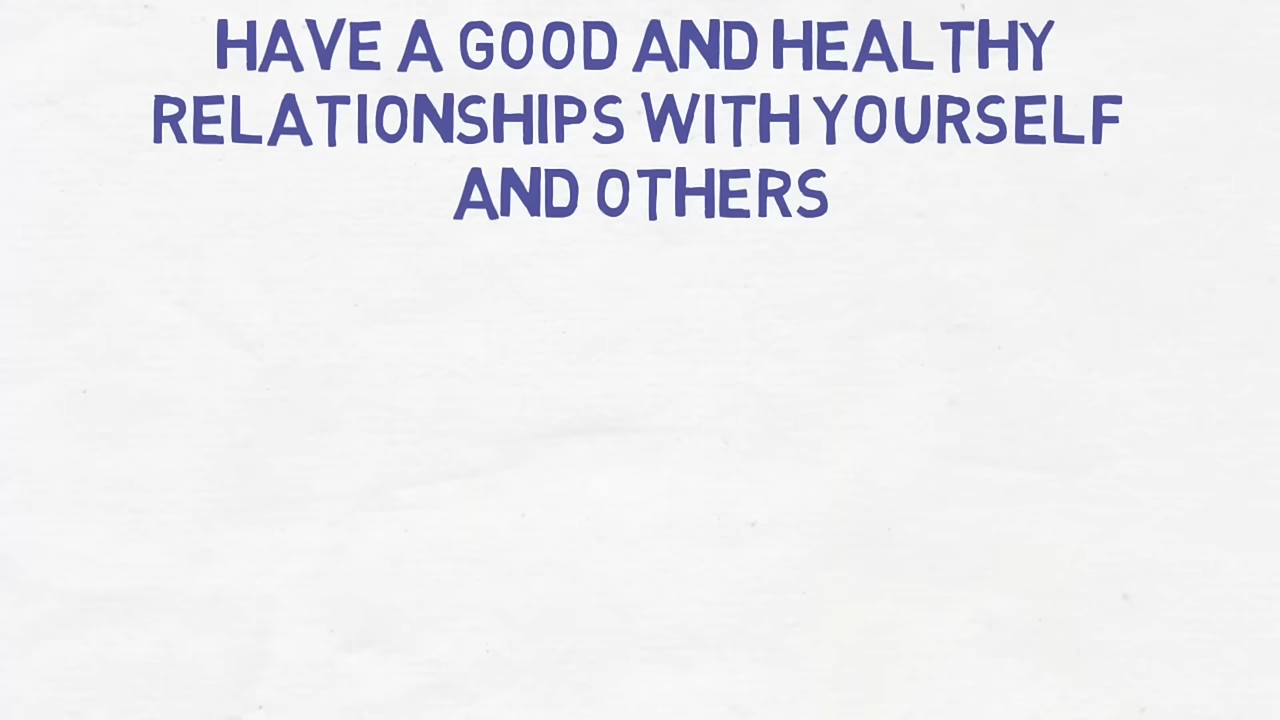 HAVE A GOOD AND HEALTHY
RELATIONSHIPS WITH YOURSELF
AND OTHERS